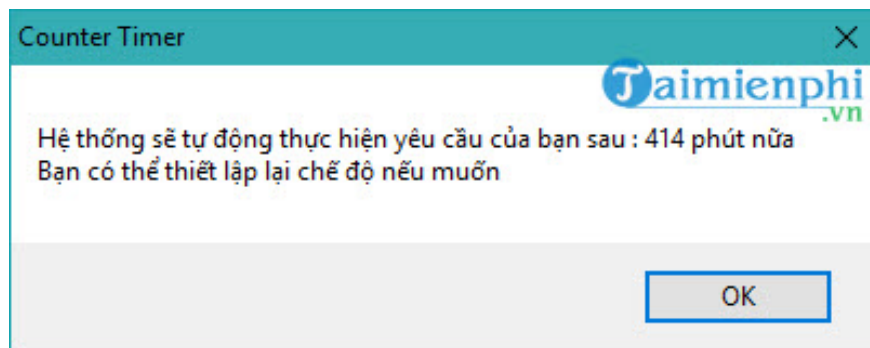 Counter Timer
Taimienphi
.vn
Hệ thống sẽ tự động thực hiện yêu cầu của bạn sau : 414 phút nữa
Bạn có thể thiết lập lại chế độ nếu muốn
OK